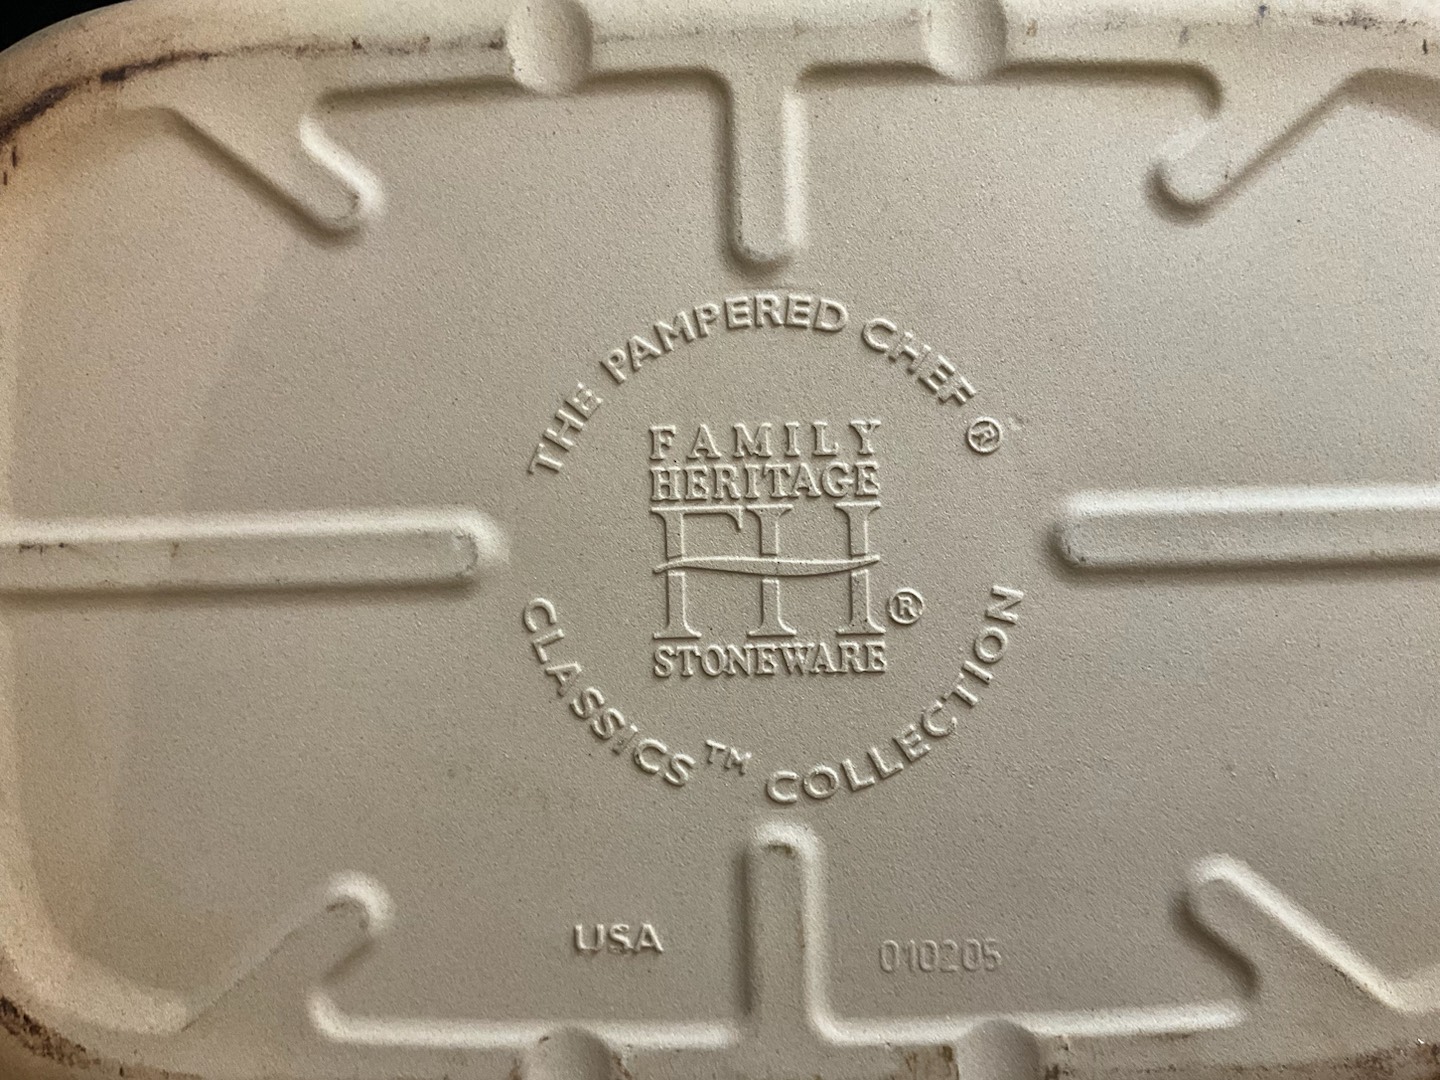 THE PAMPERED CHEF ®
FAMILY
HERITAGE
FH ®
STONEWARE
CLASSICS™ COLLECTION
USA
010205